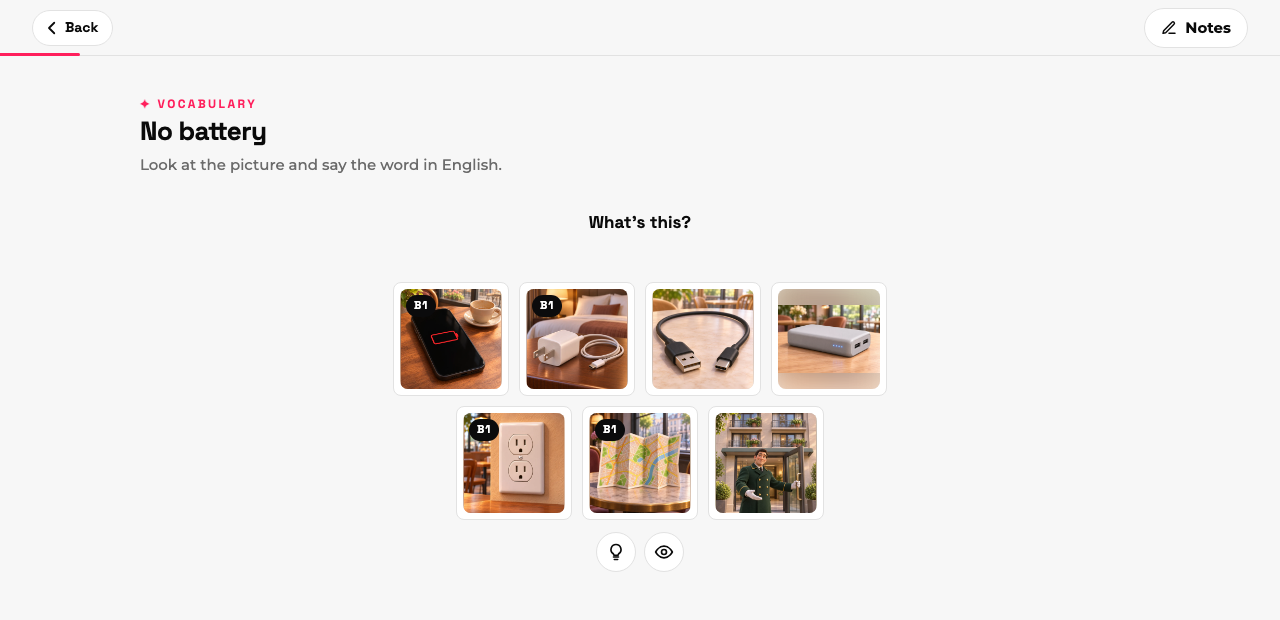 Back
Notes
VOCABULARY
No battery
Look at the picture and say the word in English.
What's this?
B1
B1
B1
B1